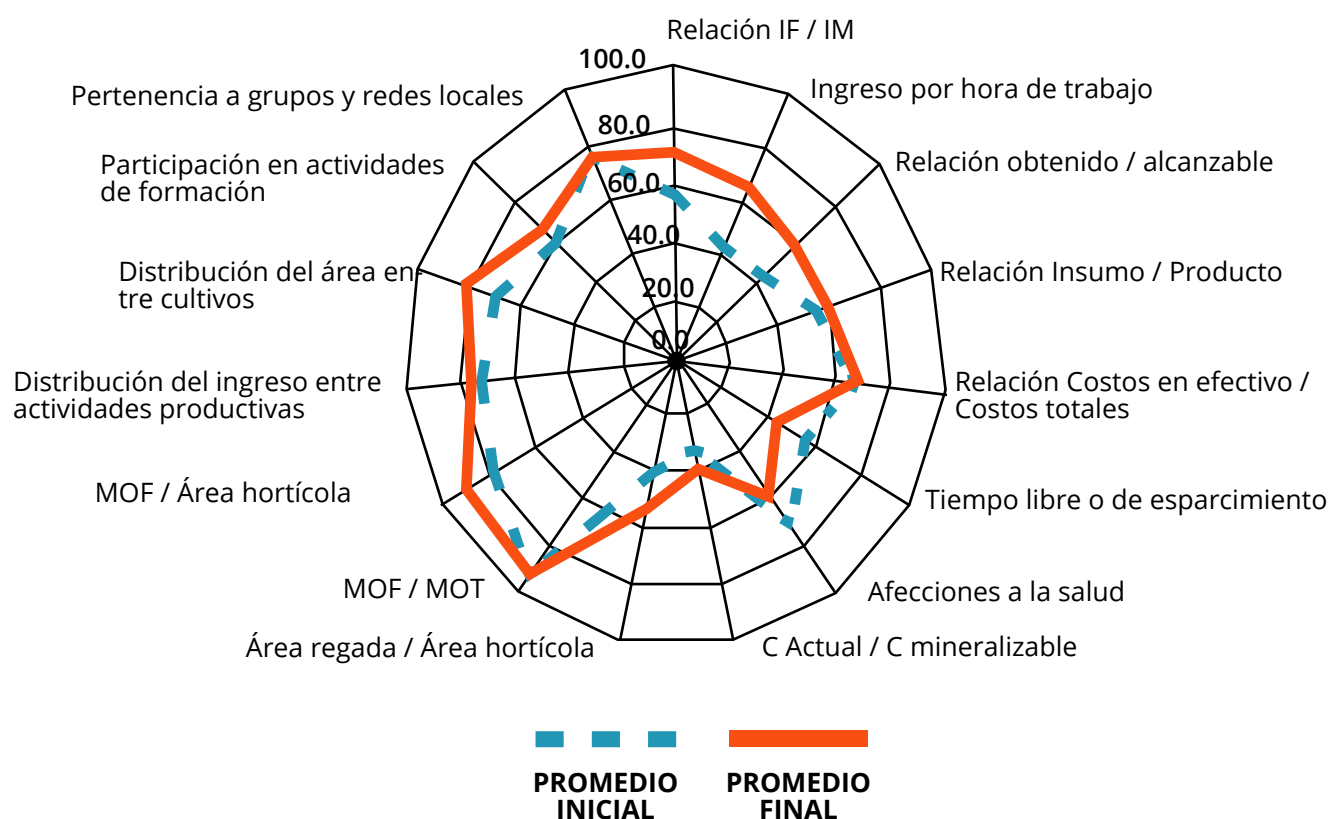 Relación IF / IM
100.0
Pertenencia a grupos y redes locales
Ingreso por hora de trabajo
80.0
Participación en actividades
de formación
Relación obtenido / alcanzable
60.0
40.0
Distribución del área en
tre cultivos
Relación Insumo / Producto
20.0
0.0
Distribución del ingreso entre
actividades productivas
Relación Costos en efectivo /
Costos totales
MOF / Área hortícola
Tiempo libre o de esparcimiento
MOF / MOT
Afecciones a la salud
Área regada / Área hortícola
C Actual / C mineralizable
PROMEDIO
INICIAL
PROMEDIO
FINAL